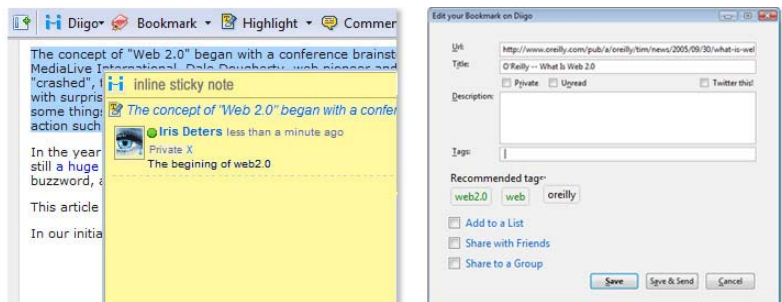 Diigo Bookmark Highlight Commer
The concept of "Web 2.0" began with a conference brainst
MediaLive International. Dale Dougherty, web pioneer and
"crashed", t
with surpris
some thing
action such
inline sticky note
The concept of "Web 2.0" began with a confer
Iris Deters less than a minute ago
Private X
The begining of web2.0
In the year
still a huge
buzzword, a
This article
In our initia
Edit your Bookmark on Diigo
Url: http://www.oreilly.com/pub/a/oreilly/tim/news/2005/09/30/what-is-wel
Title: O'Reilly -- What Is Web 2.0
Private Unread Twitter this!
Description:
Tags:
Recommended tags:
web2.0 web oreilly
Add to a List
Share with Friends
Share to a Group
Save Save & Send Cancel